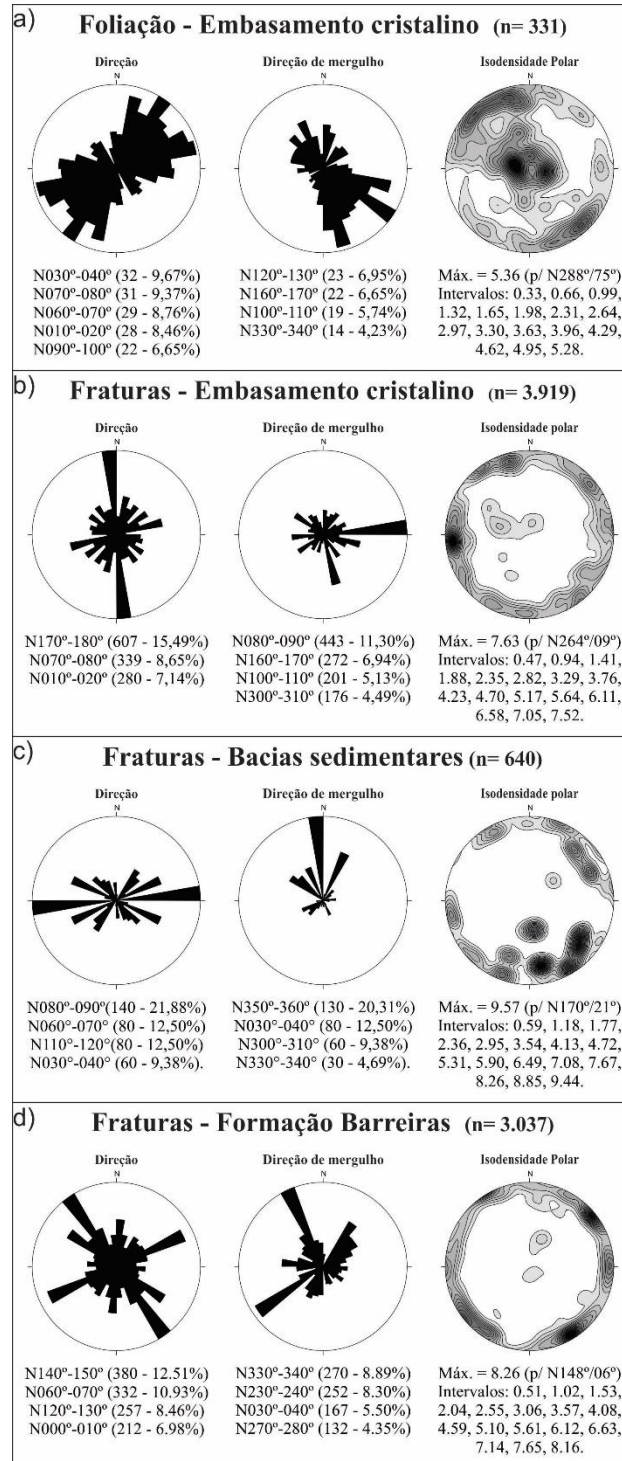 a) Foliação - Embasamento cristalino (n= 331)
Direção
N
Direção de mergulho
N
Isodensidade Polar
N
N030º-040º (32 - 9,67%)
N070º-080º (31 - 9,37%)
N060º-070º (29 - 8,76%)
N010º-020º (28 - 8,46%)
N090º-100º (22 - 6,65%)
N120º-130º (23 - 6,95%)
N160º-170º (22 - 6,65%)
N100º-110º (19 - 5,74%)
N330º-340º (14 - 4,23%)
Máx. = 5.36 (p/ N288º/75º)
Intervalos: 0.33, 0.66, 0.99,
1.32, 1.65, 1.98, 2.31, 2.64,
2.97, 3.30, 3.63, 3.96, 4.29,
4.62, 4.95, 5.28.
b) Fraturas - Embasamento cristalino (n= 3.919)
Direção
N
Direção de mergulho
N
Isodensidade polar
N
N170º-180º (607 - 15,49%)
N070º-080º (339 - 8,65%)
N010º-020º (280 - 7,14%)
N080º-090º (443 - 11,30%)
N160º-170º (272 - 6,94%)
N100º-110º (201 - 5,13%)
N300º-310º (176 - 4,49%)
Máx. = 7.63 (p/ N264º/09º)
Intervalos: 0.47, 0.94, 1.41,
1.88, 2.35, 2.82, 3.29, 3.76,
4.23, 4.70, 5.17, 5.64, 6.11,
6.58, 7.05, 7.52.
c) Fraturas - Bacias sedimentares (n= 640)
Direção
N
Direção de mergulho
N
Isodensidade polar
N
N080º-090º(140 - 21,88%)
N060°-070° (80 - 12,50%)
N110°-120°(80 - 12,50%)
N030°-040° (60 - 9,38%).
N350º-360º (130 - 20,31%)
N030°-040° (80 - 12,50%)
N300°-310° (60 - 9,38%)
N330°-340° (30 - 4,69%).
Máx. = 9.57 (p/ N170º/21º)
Intervalos: 0.59, 1.18, 1.77,
2.36, 2.95, 3.54, 4.13, 4.72,
5.31, 5.90, 6.49, 7.08, 7.67,
8.26, 8.85, 9.44.
d) Fraturas - Formação Barreiras (n= 3.037)
Direção
N
Direção de mergulho
N
Isodensidade Polar
N
N140º-150º (380 - 12.51%)
N060º-070º (332 - 10.93%)
N120º-130º (257 - 8.46%)
N000º-010º (212 - 6.98%)
N330º-340º (270 - 8.89%)
N230º-240º (252 - 8.30%)
N030º-040º (167 - 5.50%)
N270º-280º (132 - 4.35%)
Máx. = 8.26 (p/ N148º/06º)
Intervalos: 0.51, 1.02, 1.53,
2.04, 2.55, 3.06, 3.57, 4.08,
4.59, 5.10, 5.61, 6.12, 6.63,
7.14, 7.65, 8.16.